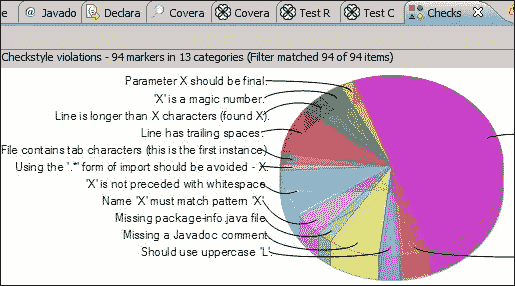 e Javado Declara Covera Covera Test R Test C Checks
Checkstyle violations - 94 markers in 13 categories (Filter matched 94 of 94 items)
Parameter X should be final.
'X' is a magic number.
Line is longer than X characters (found X).
Line has trailing spaces.
File contains tab characters (this is the first instance)
Using the '.*' form of import should be avoided - X
'X' is not preceded with whitespace
Name 'X' must match pattern 'X'
Missing package-info.java file
Missing a Javadoc comment
Should use uppercase 'L'